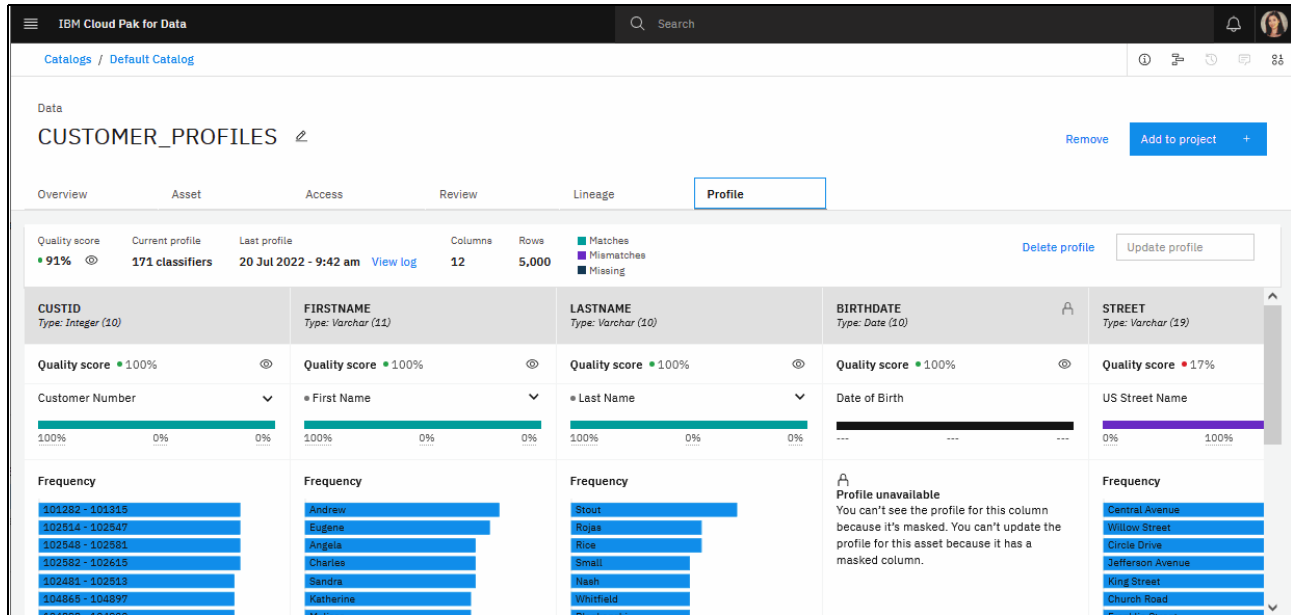 IBM Cloud Pak for Data
Search
Catalogs / Default Catalog
Data
CUSTOMER_PROFILES
Remove
Add to project +
Overview Asset Access Review Lineage Profile
Quality score Current profile Last profile Columns Rows Matches
Mismatches
Missing
91% 171 classifiers 20 Jul 2022 - 9:42 am View log 12 5,000
Delete profile Update profile
CUSTID FIRSTNAME LASTNAME BIRTHDATE STREET
Type: Integer (10) Type: Varchar (11) Type: Varchar (10) Type: Date (10) Type: Varchar (19)
Quality score 100% Quality score 100% Quality score 100% Quality score 100% Quality score 17%
Customer Number First Name Last Name Date of Birth US Street Name
100% 0% 0% 100% 0% 0% 100% 0% 0% --- --- --- 0% 100%
Frequency Frequency Frequency Frequency
Profile unavailable
You can't see the profile for this column
because it's masked. You can't update the
profile for this asset because it has a
masked column.
101282 - 101315 Andrew Stout Central Avenue
102514 - 102547 Eugene Rojas Willow Street
102548 - 102581 Angela Rice Circle Drive
102582 - 102615 Charles Small Jefferson Avenue
102481 - 102513 Sandra Nash King Street
104865 - 104897 Katherine Whitfield Church Road